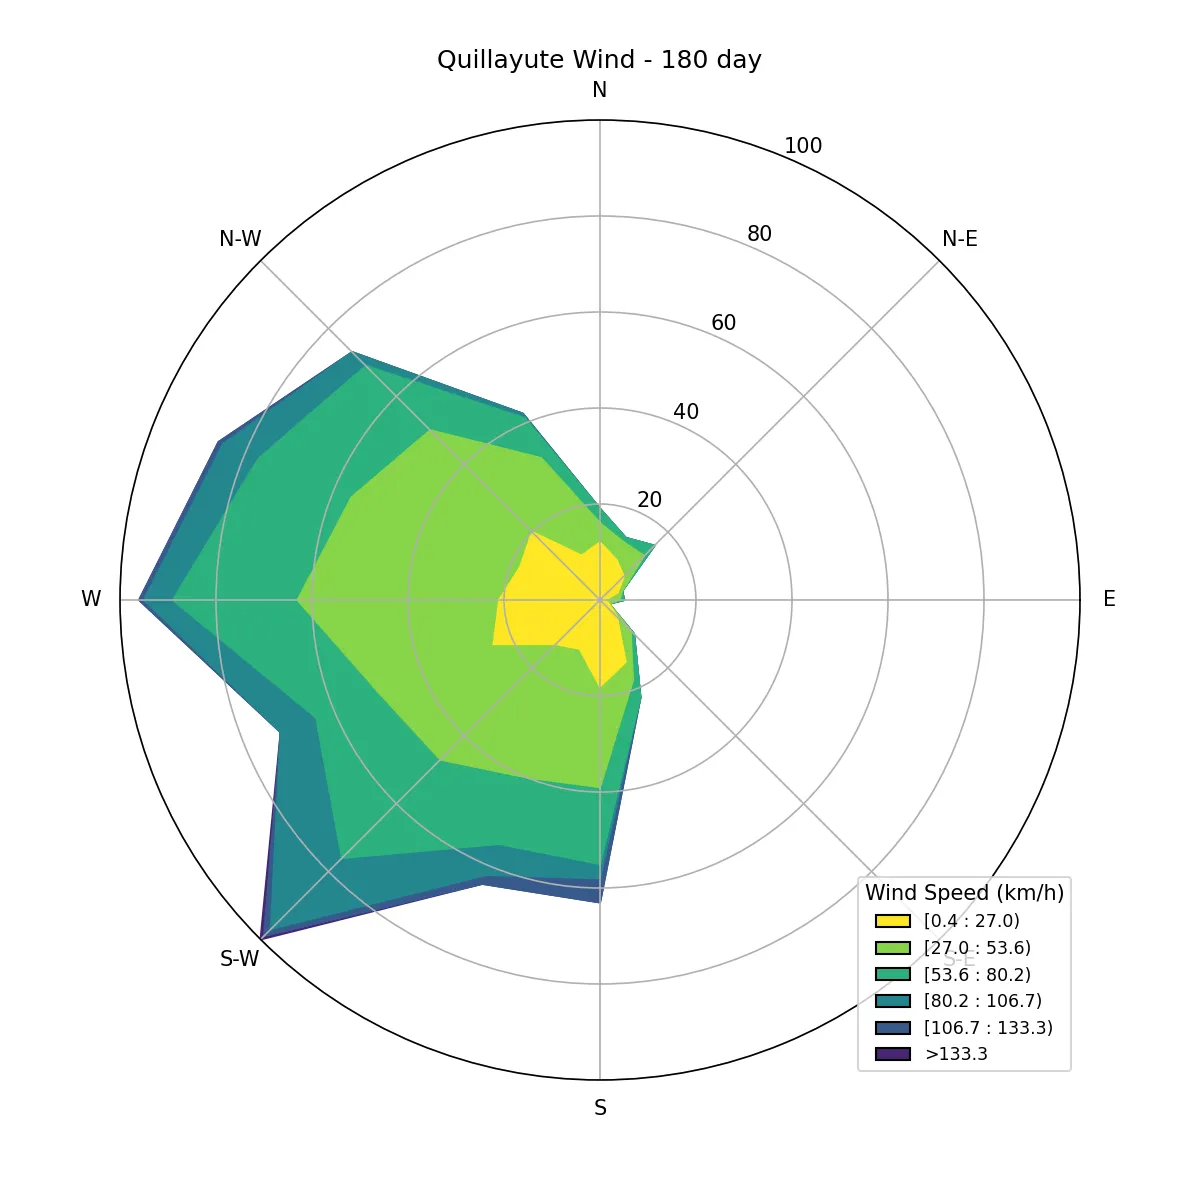 Quillayute Wind - 180 day
N
100
N-W
80
N-E
60
40
20
W
E
S-W
S-E
S
Wind Speed (km/h)
[0.4 : 27.0)
[27.0 : 53.6)
[53.6 : 80.2)
[80.2 : 106.7)
[106.7 : 133.3)
>133.3